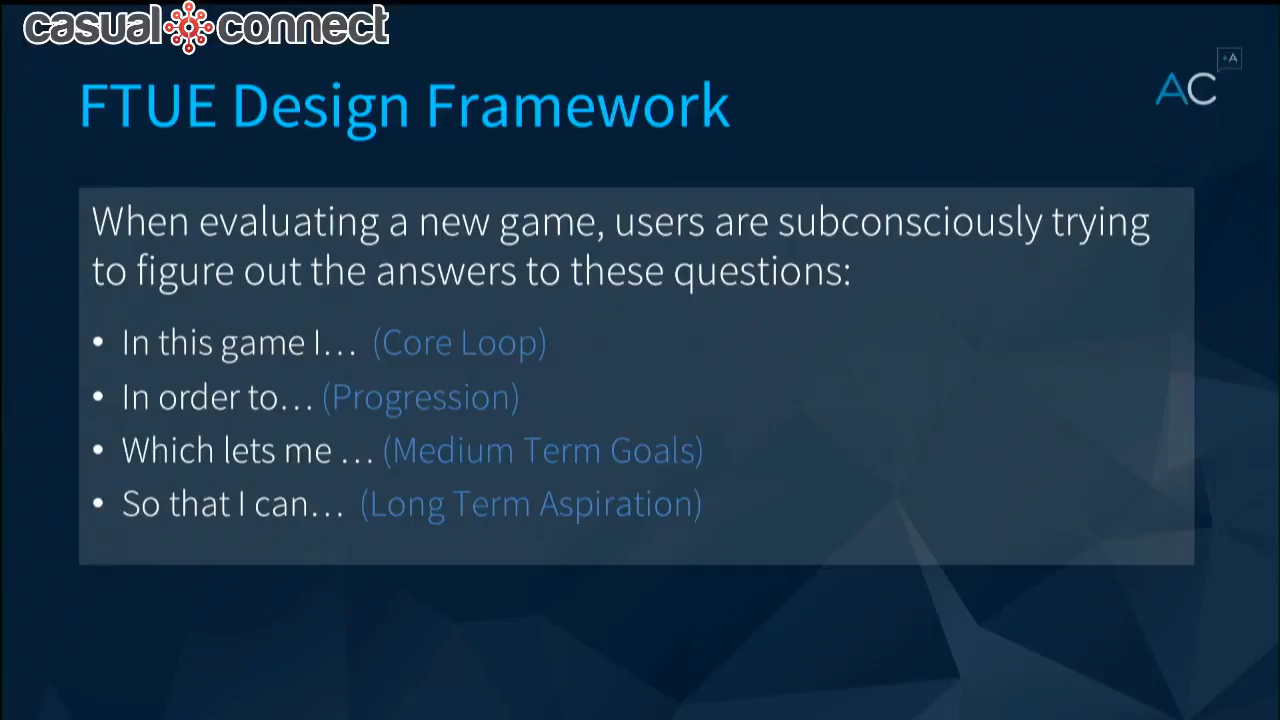 casual connect
+A
AC
FTUE Design Framework
When evaluating a new game, users are subconsciously trying
to figure out the answers to these questions:
• In this game I… (Core Loop)
• In order to… (Progression)
• Which lets me … (Medium Term Goals)
• So that I can… (Long Term Aspiration)